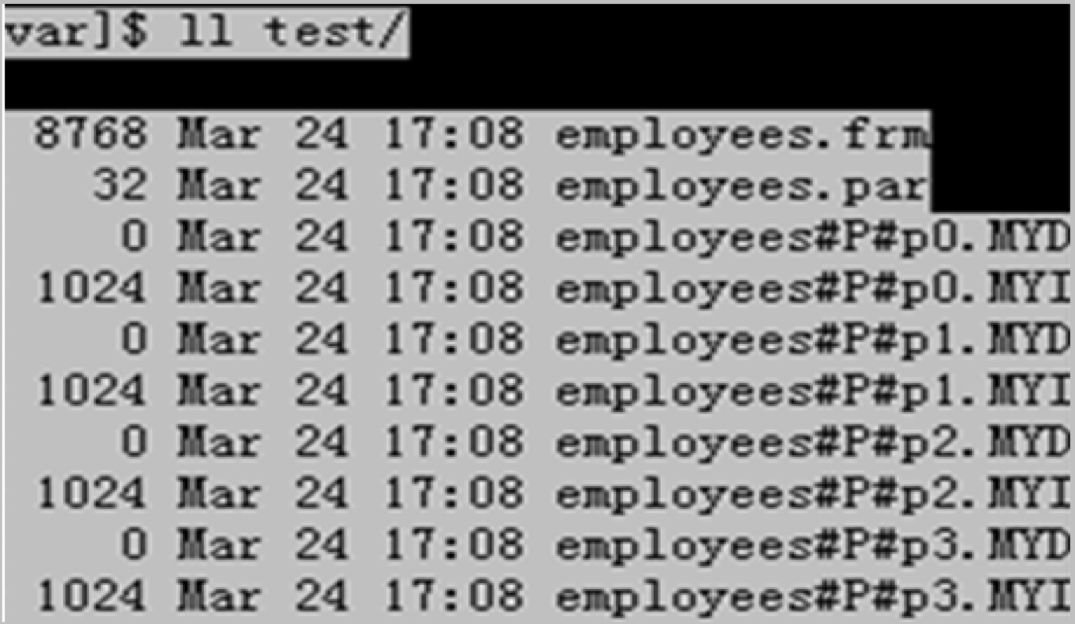 var]$ ll test/
8768 Mar 24 17:08 employees.frm
32 Mar 24 17:08 employees.par
0 Mar 24 17:08 employees#P#p0.MYD
1024 Mar 24 17:08 employees#P#p0.MYI
0 Mar 24 17:08 employees#P#p1.MYD
1024 Mar 24 17:08 employees#P#p1.MYI
0 Mar 24 17:08 employees#P#p2.MYD
1024 Mar 24 17:08 employees#P#p2.MYI
0 Mar 24 17:08 employees#P#p3.MYD
1024 Mar 24 17:08 employees#P#p3.MYI